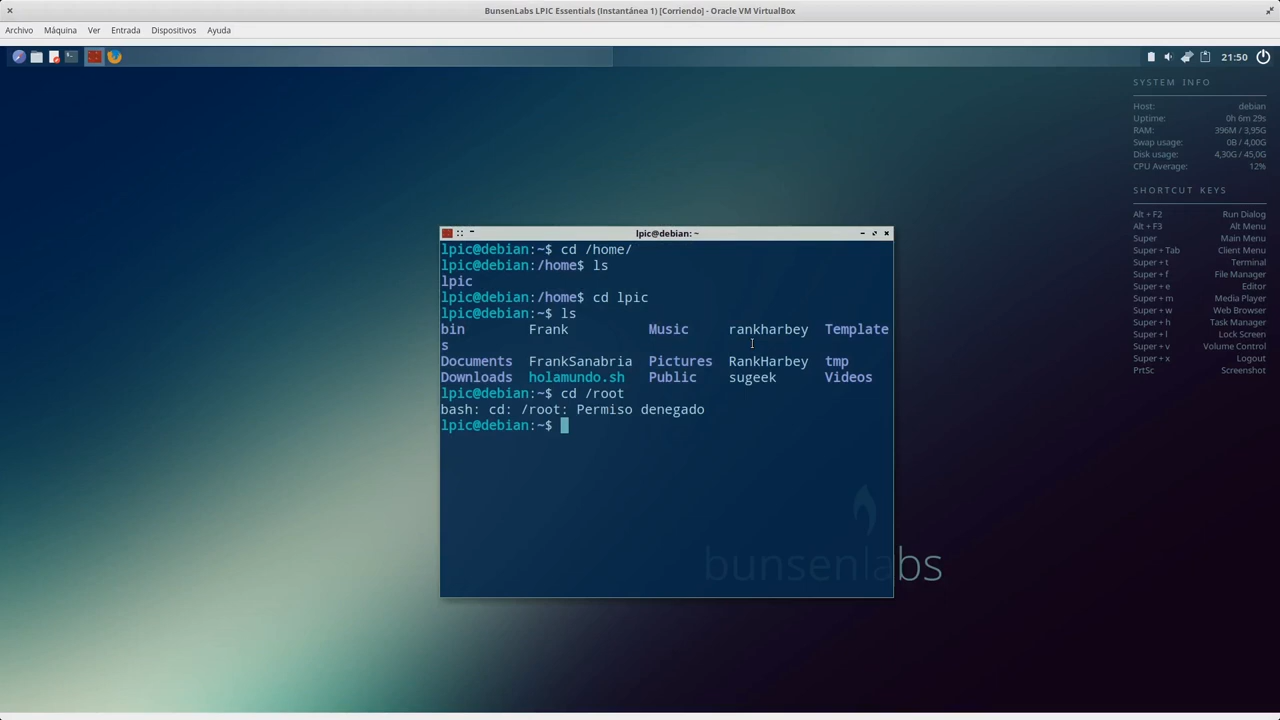 BunsenLabs LPIC Essentials (Instantánea 1) [Corriendo] - Oracle VM VirtualBox
Archivo Máquina Ver Entrada Dispositivos Ayuda
21:50
SYSTEM INFO
Host: debian
Uptime: 0h 6m 29s
RAM: 396M / 3,95G
Swap usage: 0B / 4,00G
Disk usage: 4,30G / 45,0G
CPU Average: 12%
SHORTCUT KEYS
Alt + F2 Run Dialog
Alt + F3 Alt Menu
Super Main Menu
Super + Tab Client Menu
Super + t Terminal
Super + f File Manager
Super + e Editor
Super + m Media Player
Super + w Web Browser
Super + h Task Manager
Super + l Lock Screen
Super + v Volume Control
Super + x Logout
PrtSc Screenshot
lpic@debian: ~
lpic@debian:~$ cd /home/
lpic@debian:/home$ ls
lpic
lpic@debian:/home$ cd lpic
lpic@debian:~$ ls
bin Frank Music rankharbey Template
s
Documents FrankSanabria Pictures RankHarbey tmp
Downloads holamundo.sh Public sugeek Videos
lpic@debian:~$ cd /root
bash: cd: /root: Permiso denegado
lpic@debian:~$
bunsenlabs